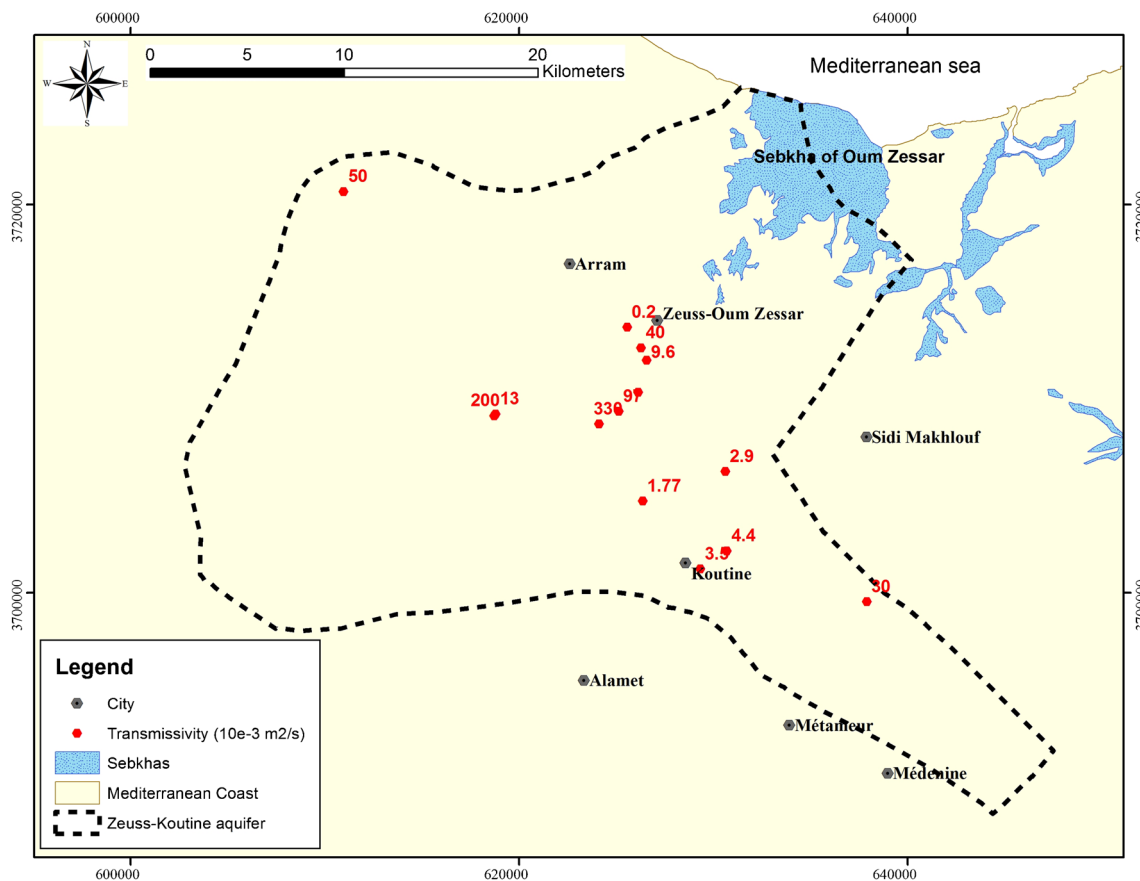 600000
620000
640000
N
W
E
S
0
5
10
20
Kilometers
Mediterranean sea
Sebkha of Oum Zessar
50
3720000
Arram
0.2
Zeuss-Oum Zessar
40
9.6
200
13
330
97
Sidi Makhlouf
2.9
1.77
4.4
3.5
Koutine
30
3700000
3700000
Legend
City
Transmissivity (10e-3 m2/s)
Sebkhas
Mediterranean Coast
Zeuss-Koutine aquifer
Alamet
Métameur
Médenine
3720000
600000
620000
640000